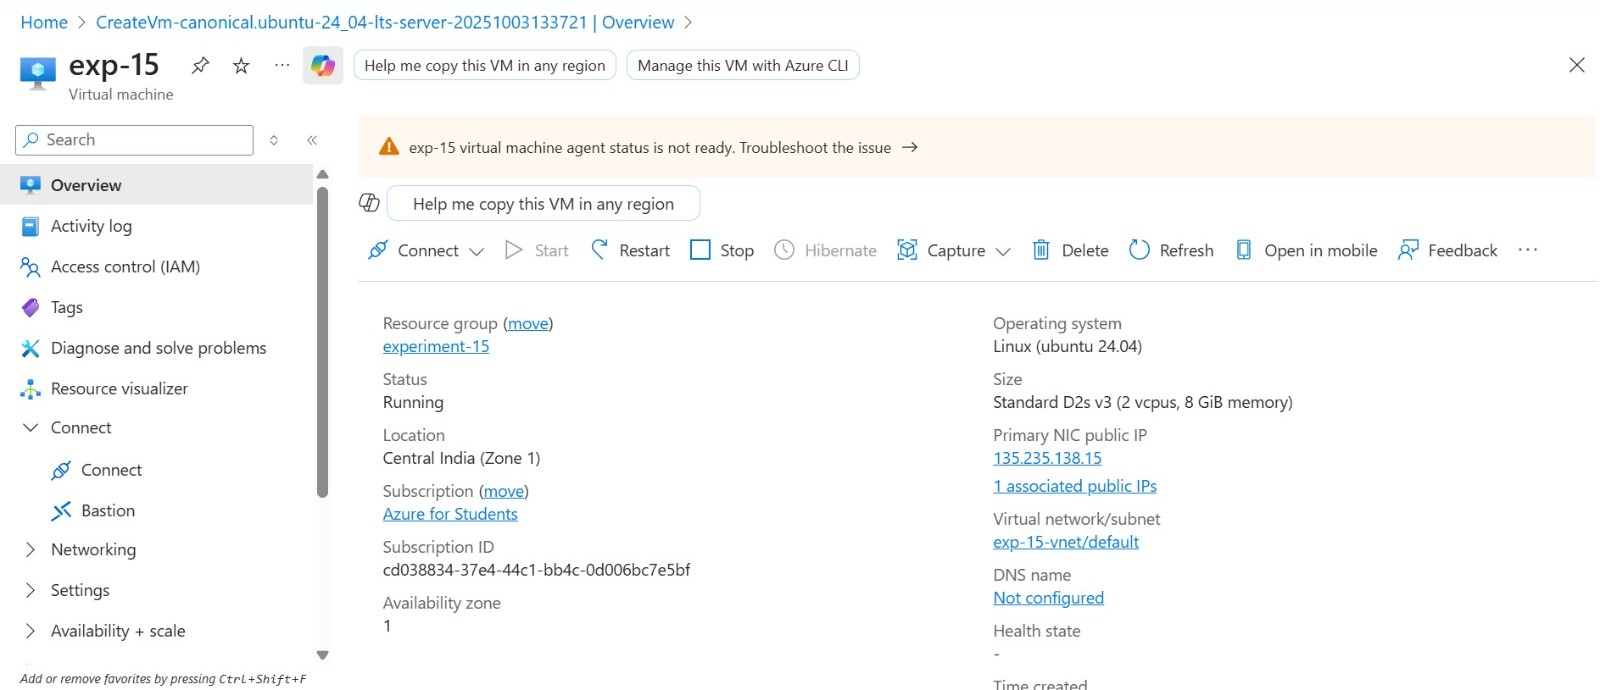 Home > CreateVm-canonical.ubuntu-24_04-lts-server-20251003133721 | Overview >
exp-15
Virtual machine
Help me copy this VM in any region
Manage this VM with Azure CLI
Search
Overview
Activity log
Access control (IAM)
Tags
Diagnose and solve problems
Resource visualizer
Connect
Connect
Bastion
Networking
Settings
Availability + scale
Add or remove favorites by pressing Ctrl+Shift+F
exp-15 virtual machine agent status is not ready. Troubleshoot the issue →
Help me copy this VM in any region
Connect Start Restart Stop Hibernate Capture Delete Refresh Open in mobile Feedback ...
Resource group (move)
experiment-15
Status
Running
Location
Central India (Zone 1)
Subscription (move)
Azure for Students
Subscription ID
cd038834-37e4-44c1-bb4c-0d006bc7e5bf
Availability zone
1
Operating system
Linux (ubuntu 24.04)
Size
Standard D2s v3 (2 vcpus, 8 GiB memory)
Primary NIC public IP
135.235.138.15
1 associated public IPs
Virtual network/subnet
exp-15-vnet/default
DNS name
Not configured
Health state
-
Time created